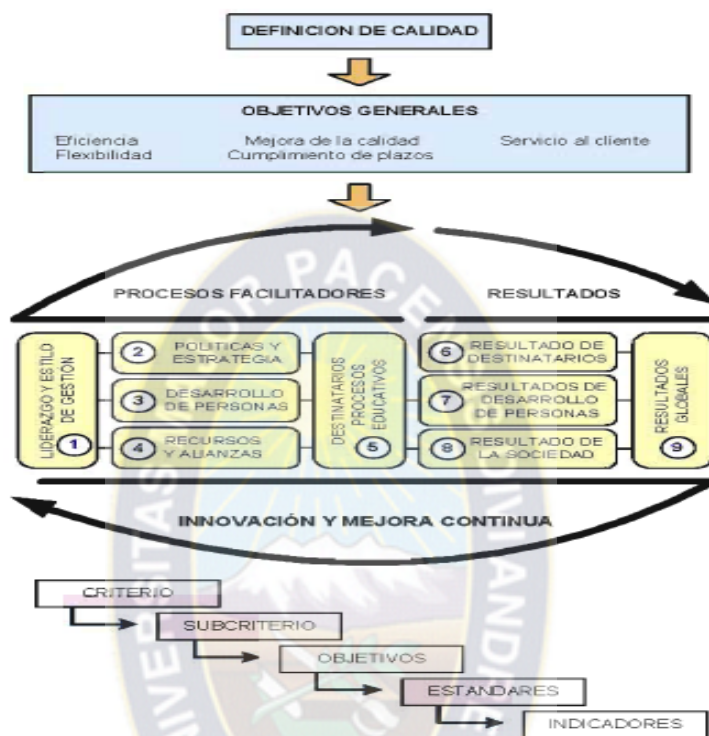 DEFINICION DE CALIDAD
OBJETIVOS GENERALES
Eficiencia Mejora de la calidad Servicio al cliente
Flexibilidad Cumplimiento de plazos
PROCESOS FACILITADORES RESULTADOS
LIDERAZGO Y ESTILO
DE GESTIÓN
1
2 POLITICAS Y
ESTRATEGIA
3 DESARROLLO
DE PERSONAS
4 RECURSOS
Y ALIANZAS
DESTINATARIOS
PROCESOS
EDUCATIVOS
5
6 RESULTADO DE
DESTINATARIOS
7 RESULTADOS DE
DESARROLLO
DE PERSONAS
8 RESULTADO DE
LA SOCIEDAD
RESULTADOS
GLOBALES
9
INNOVACIÓN Y MEJORA CONTINUA
CRITERIO
SUBCRITERIO
OBJETIVOS
ESTANDARES
INDICADORES